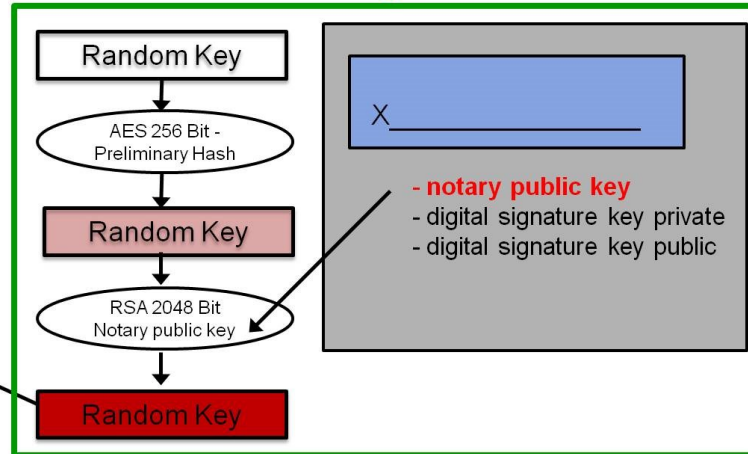 Random Key
AES 256 Bit -
Preliminary Hash
Random Key
RSA 2048 Bit
Notary public key
Random Key
X_________________
- notary public key
- digital signature key private
- digital signature key public